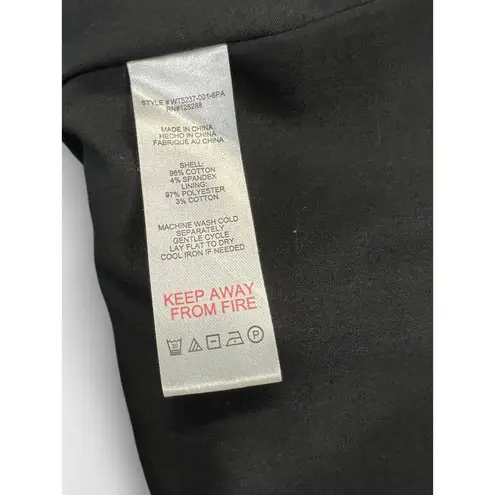 STYLE # WT5237-001-6PA
RN#125258
MADE IN CHINA
HECHO IN CHINA
FABRIQUÉ AU CHINA
SHELL:
96% COTTON
4% SPANDEX
LINING:
97% POLYESTER
3% COTTON
MACHINE WASH COLD
SEPARATELY
GENTLE CYCLE
LAY FLAT TO DRY
COOL IRON IF NEEDED
KEEP AWAY
FROM FIRE
30
P